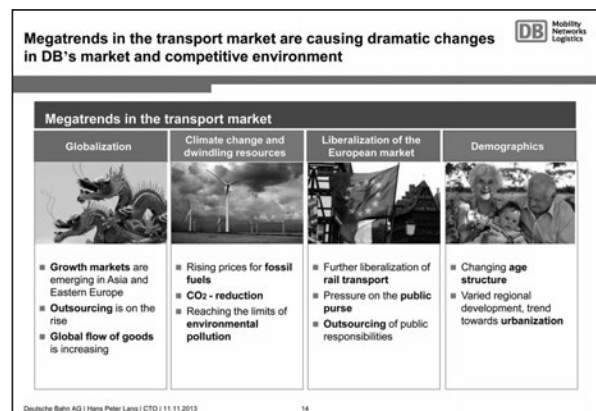 Megatrends in the transport market are causing dramatic changes
in DB's market and competitive environment
DB
Mobility
Networks
Logistics
Megatrends in the transport market
Globalization
Climate change and
dwindling resources
Liberalization of the
European market
Demographics
Growth markets are
emerging in Asia and
Eastern Europe
Outsourcing is on the
rise
Global flow of goods
is increasing
Rising prices for fossil
fuels
CO2 - reduction
Reaching the limits of
environmental
pollution
Further liberalization of
rail transport
Pressure on the public
purse
Outsourcing of public
responsibilities
Changing age
structure
Varied regional
development, trend
towards urbanization
Deutsche Bahn AG | Hans Peter Lang | CTO | 11.11.2013
14